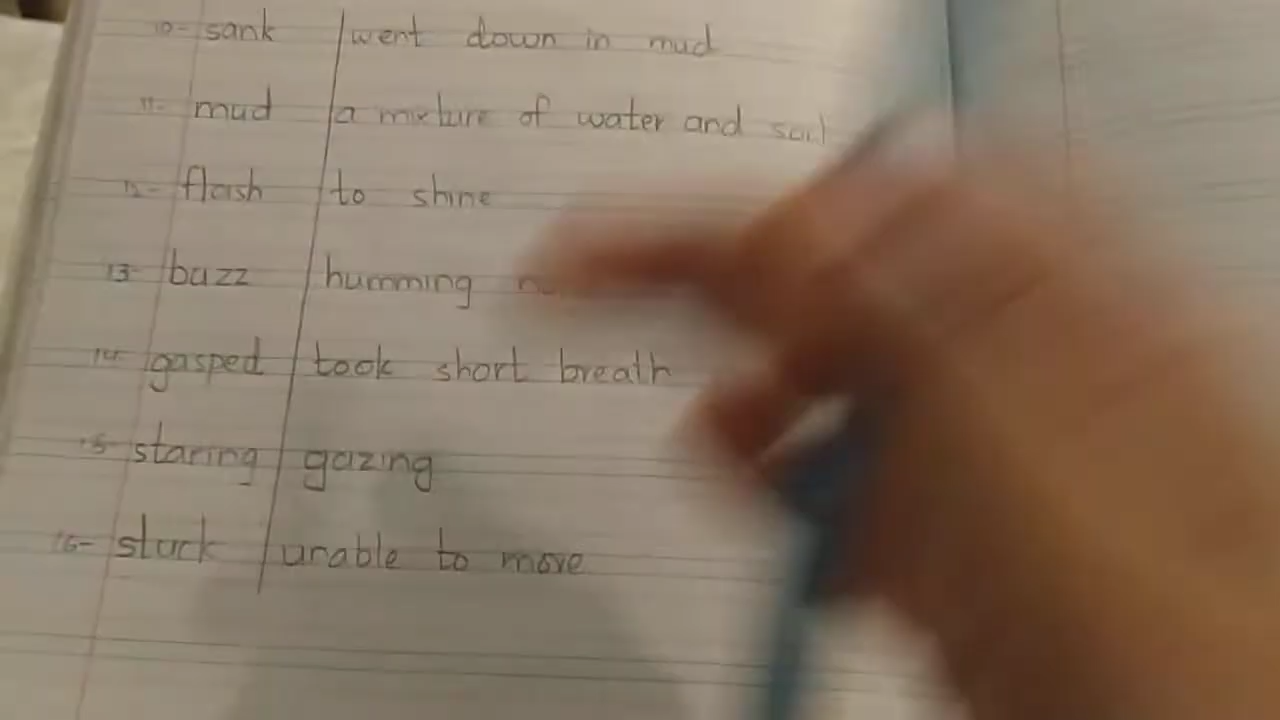 10- sank went down in mud
11- mud a mixture of water and soil
12- flash to shine
13- buzz humming
14- gasped took short breath
15- staring gazing
16- stuck unable to move